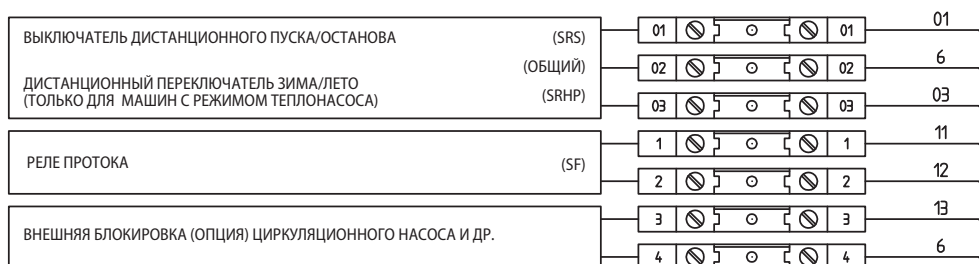 ВЫКЛЮЧАТЕЛЬ ДИСТАНЦИОННОГО ПУСКА/ОСТАНОВА (SRS) 01 01 01
(ОБЩИЙ) 02 02 6
ДИСТАНЦИОННЫЙ ПЕРЕКЛЮЧАТЕЛЬ ЗИМА/ЛЕТО
(ТОЛЬКО ДЛЯ МАШИН С РЕЖИМОМ ТЕПЛОНАСОСА) (SRHP) 03 03 03
1 1 11
РЕЛЕ ПРОТОКА (SF)
2 2 12
3 3 13
ВНЕШНЯЯ БЛОКИРОВКА (ОПЦИЯ) ЦИРКУЛЯЦИОННОГО НАСОСА И ДР.
4 4 6